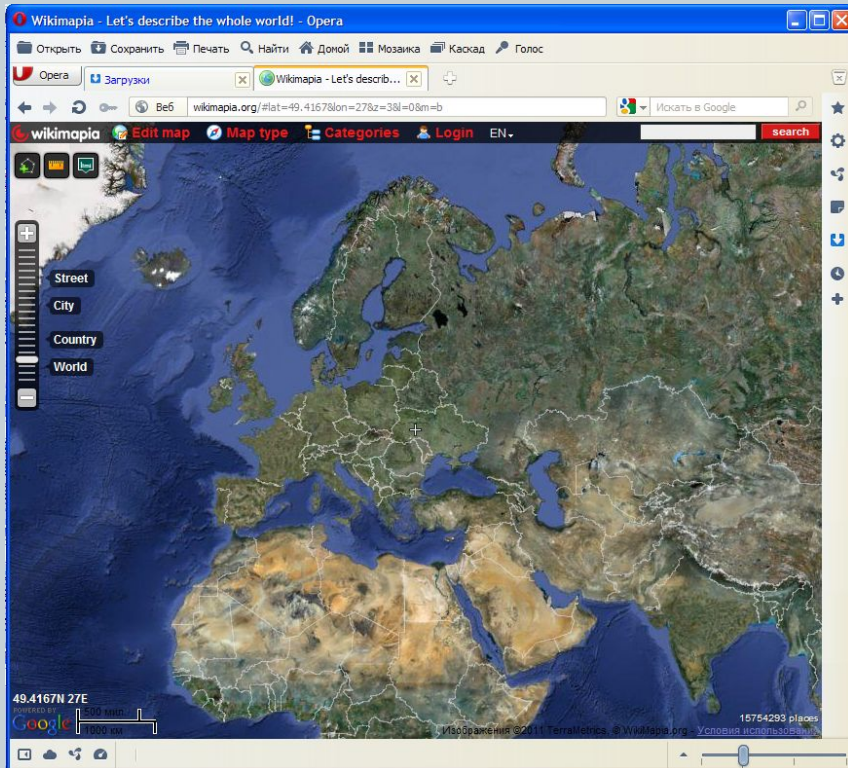 Wikimapia - Let's describe the whole world! - Opera
Открыть Сохранить Печать Найти Домой Мозаика Каскад Голос
Opera Загрузки Wikimapia - Let's describ...
Веб wikimapia.org/#lat=49.4167&lon=27&z=3&l=0&m=b Искать в Google
wikimapia Edit map Map type Categories Login EN search
Street
City
Country
World
49.4167N 27E
POWERED BY
Google
500 мил.
1000 км
15754293 places
Изображения ©2011 TerraMetrica, © WikiMapia.org - Условия использования